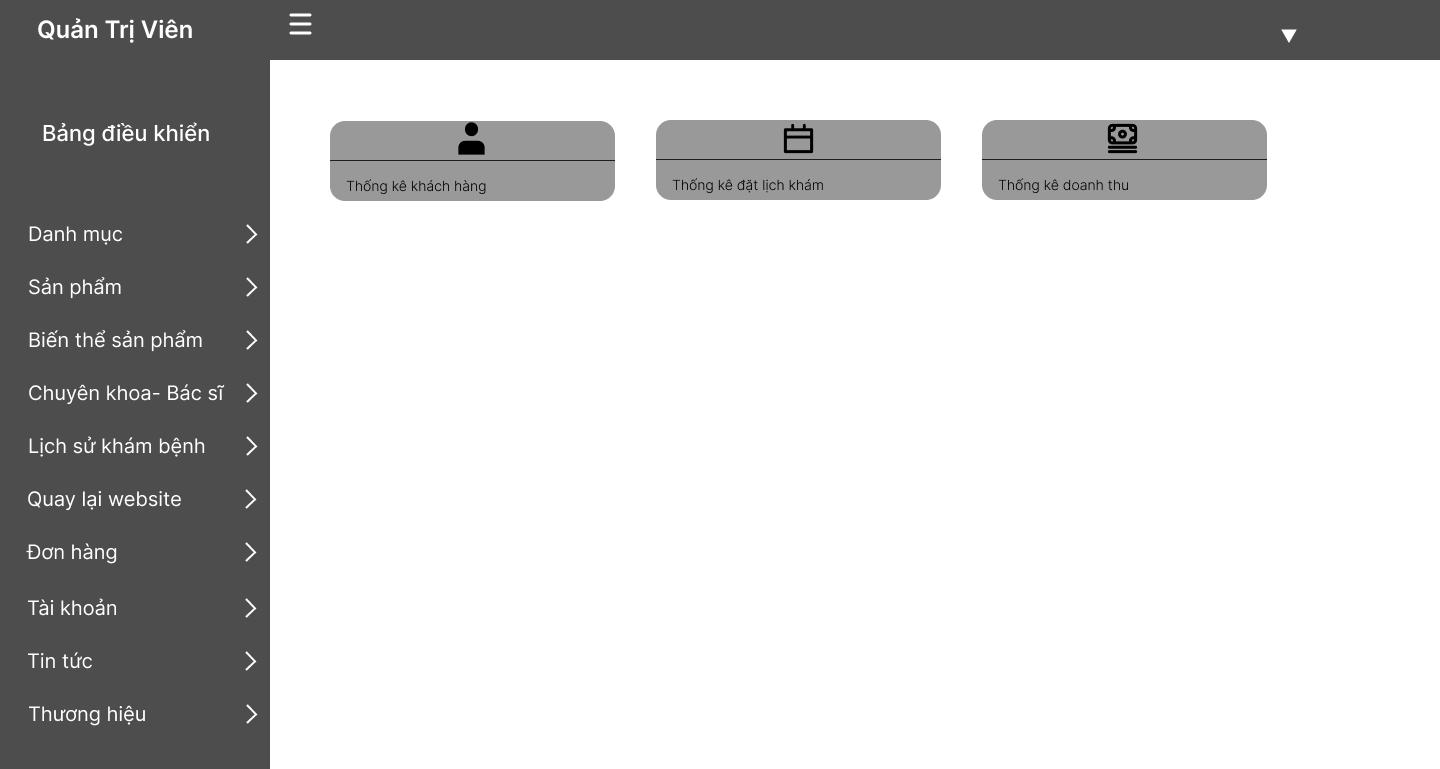 Quản Trị Viên
Bảng điều khiển
Danh mục
Sản phẩm
Biến thể sản phẩm
Chuyên khoa- Bác sĩ
Lịch sử khám bệnh
Quay lại website
Đơn hàng
Tài khoản
Tin tức
Thương hiệu
Thống kê khách hàng
Thống kê đặt lịch khám
Thống kê doanh thu